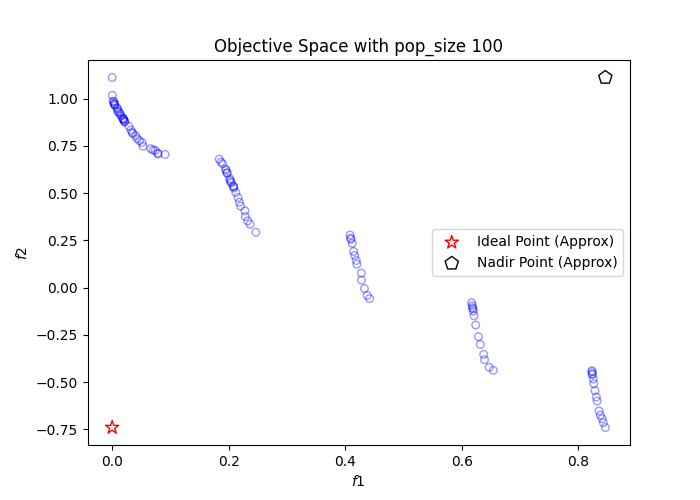 Objective Space with pop_size 100
1.00
0.75
0.50
0.25
0.00
−0.25
−0.50
−0.75
f2
Ideal Point (Approx)
Nadir Point (Approx)
0.0 0.2 0.4 0.6 0.8
f1